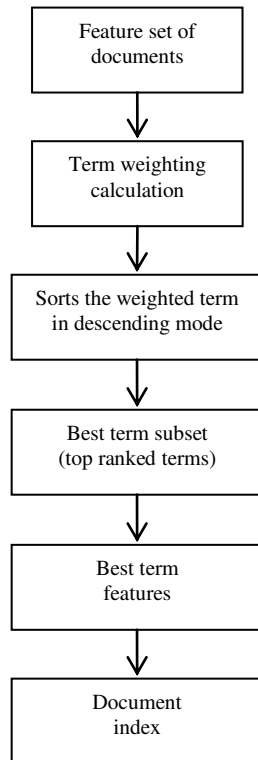 Feature set of
documents
Term weighting
calculation
Sorts the weighted term
in descending mode
Best term subset
(top ranked terms)
Best term
features
Document
index